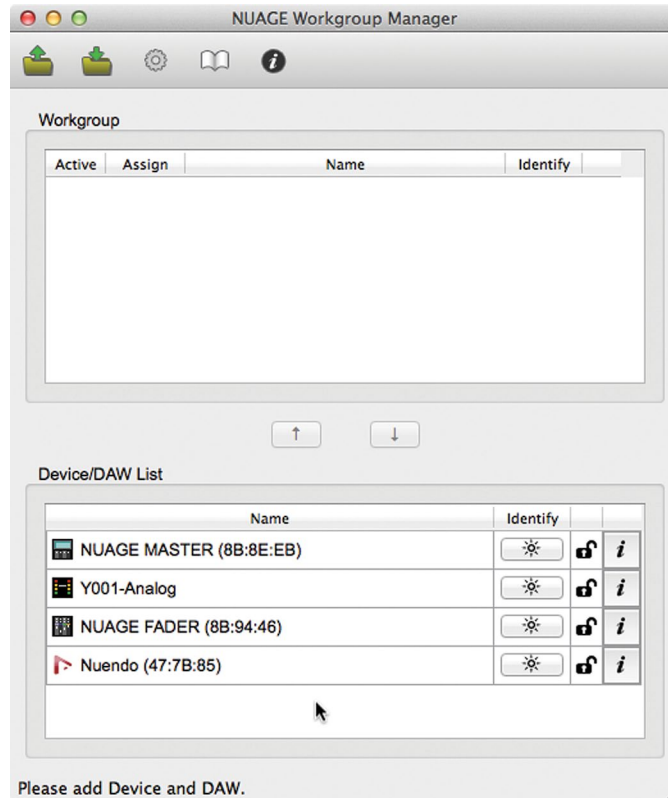 NUAGE Workgroup Manager
Workgroup
Active Assign Name Identify
Device/DAW List
Name Identify
NUAGE MASTER (8B:8E:EB)
Y001-Analog
NUAGE FADER (8B:94:46)
Nuendo (47:7B:85)
Please add Device and DAW.